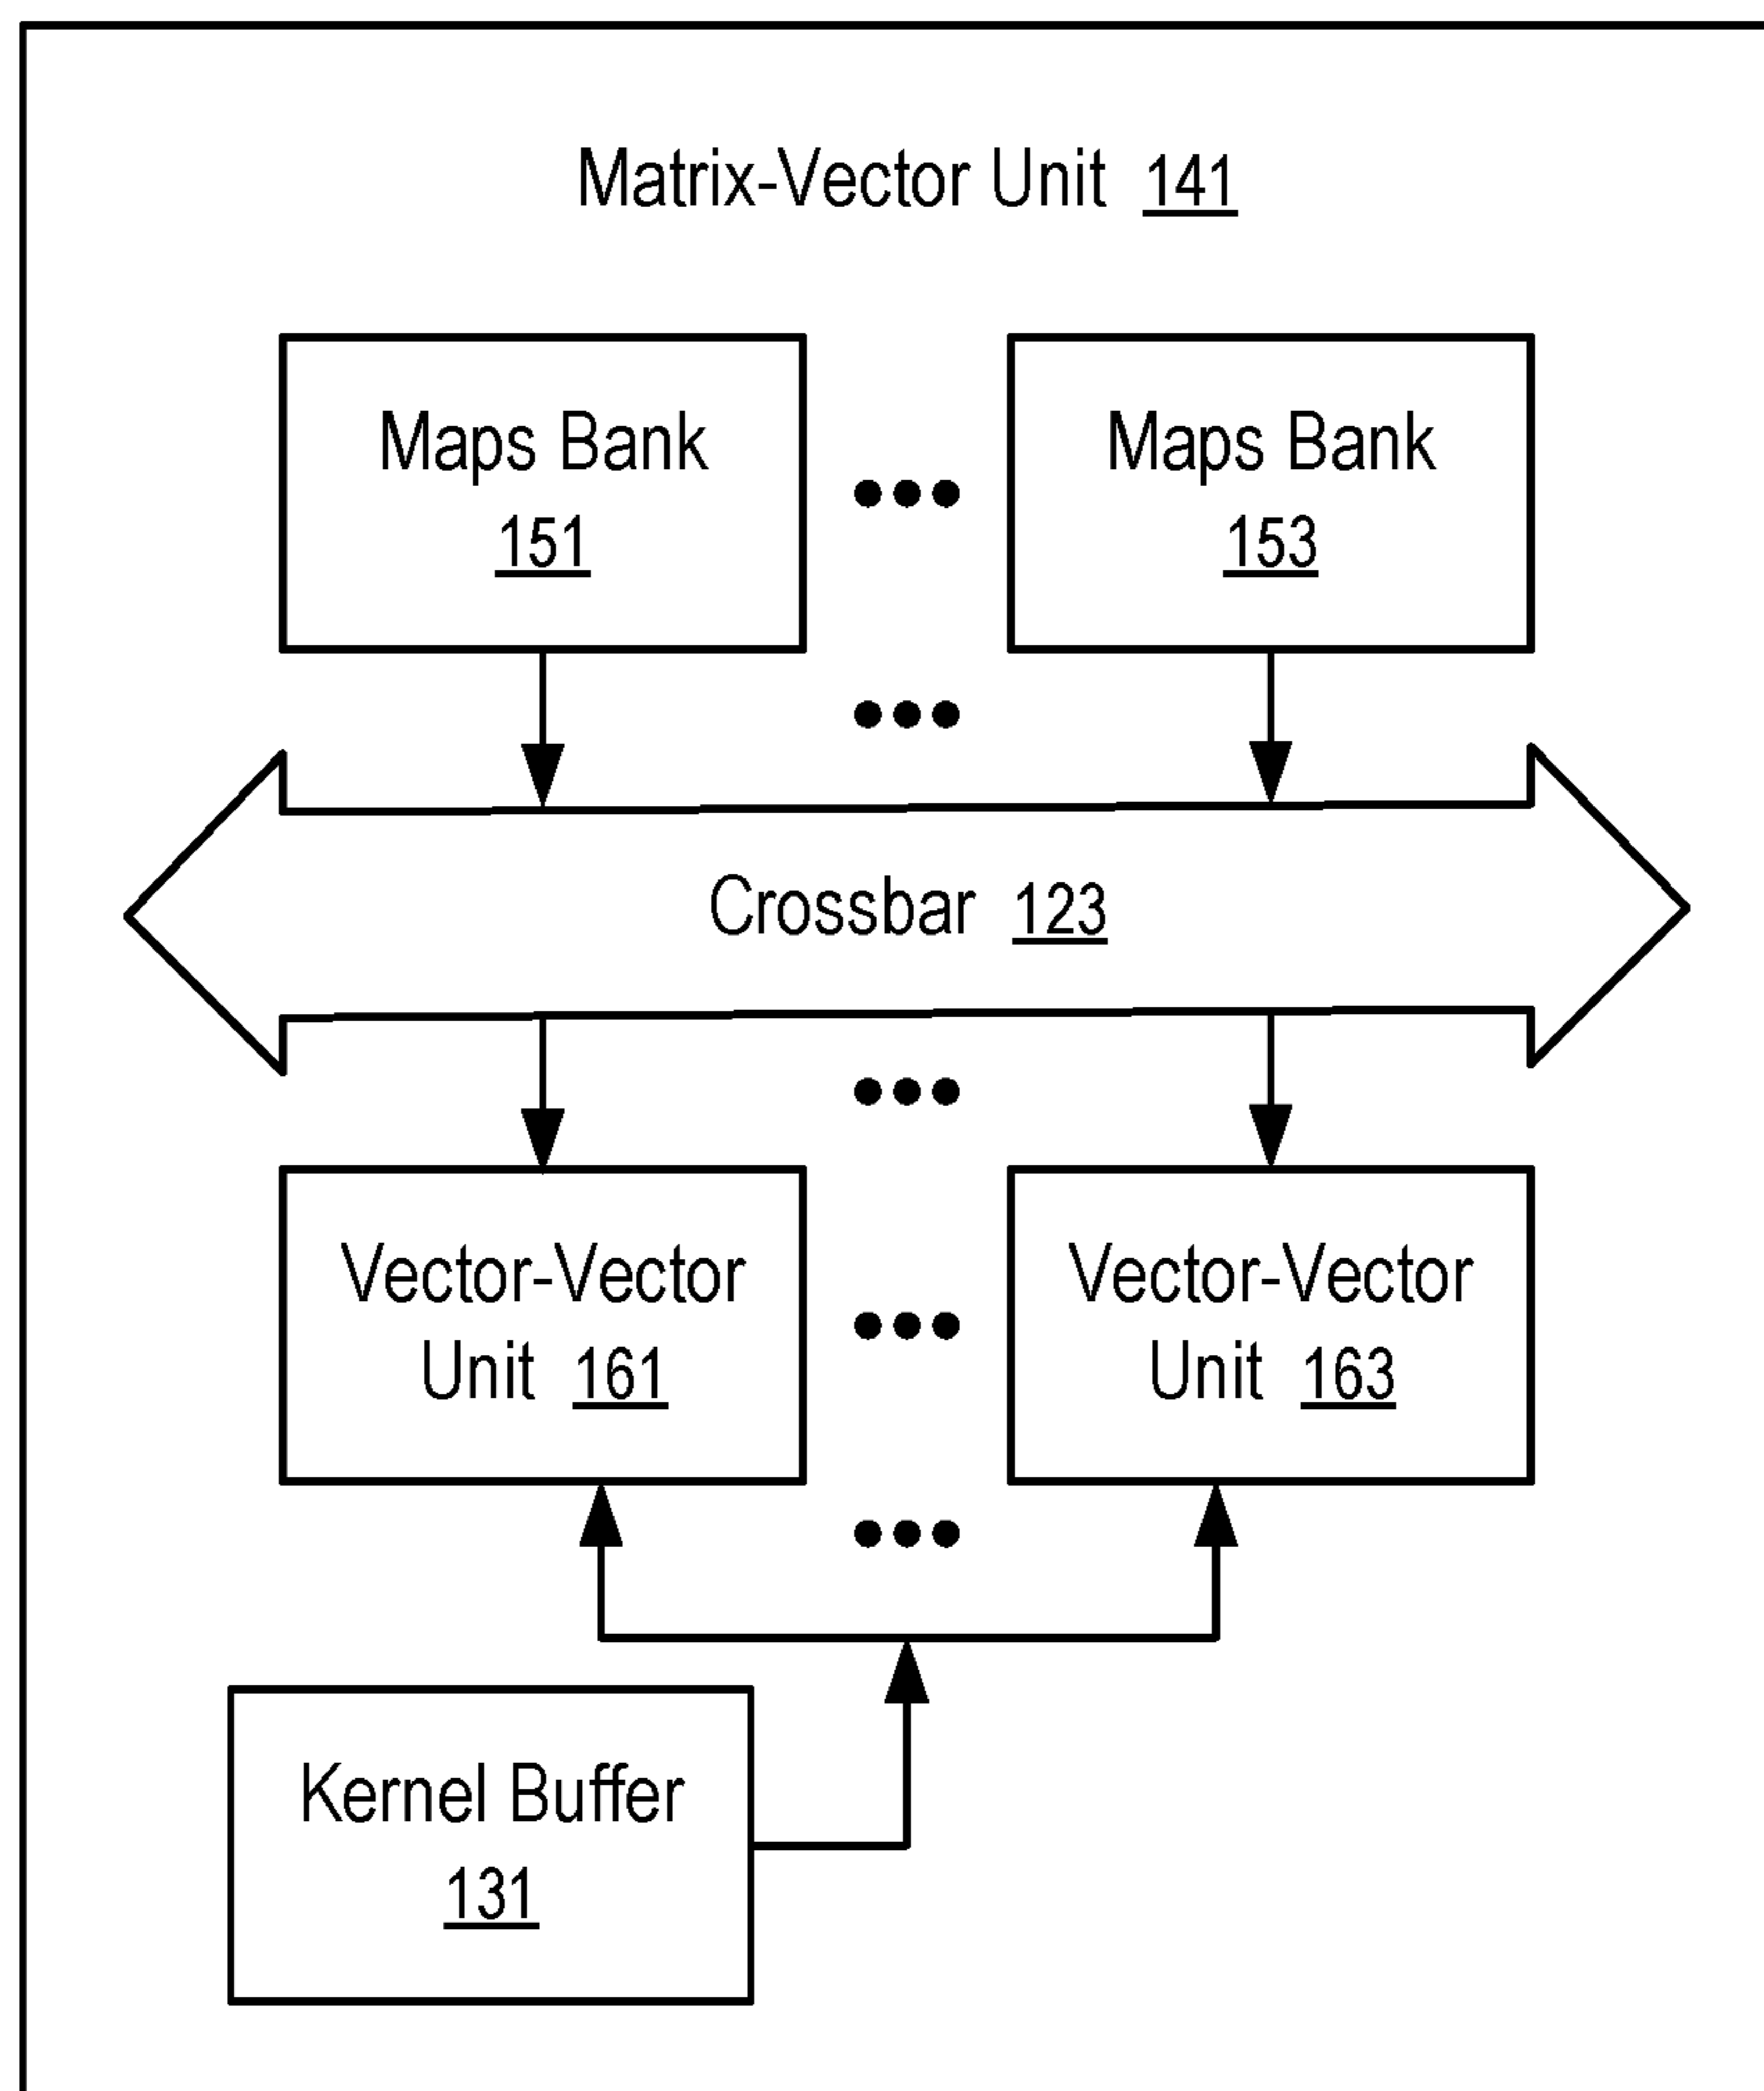 Matrix-Vector Unit 141
Maps Bank
151
Maps Bank
153
Crossbar 123
Vector-Vector
Unit 161
Vector-Vector
Unit 163
Kernel Buffer
131